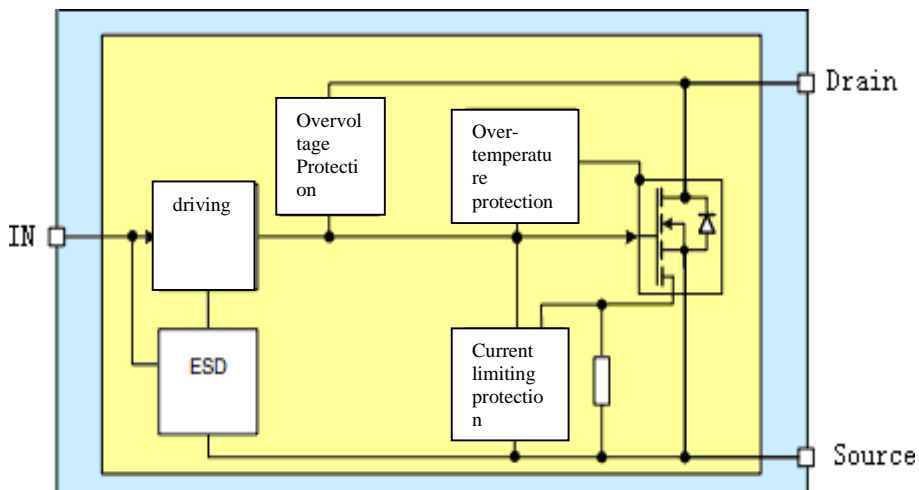 Drain
Overvol
tage
Protecti
on
Over-
temperatu
re
protection
driving
IN
ESD
Current
limiting
protectio
n
Source